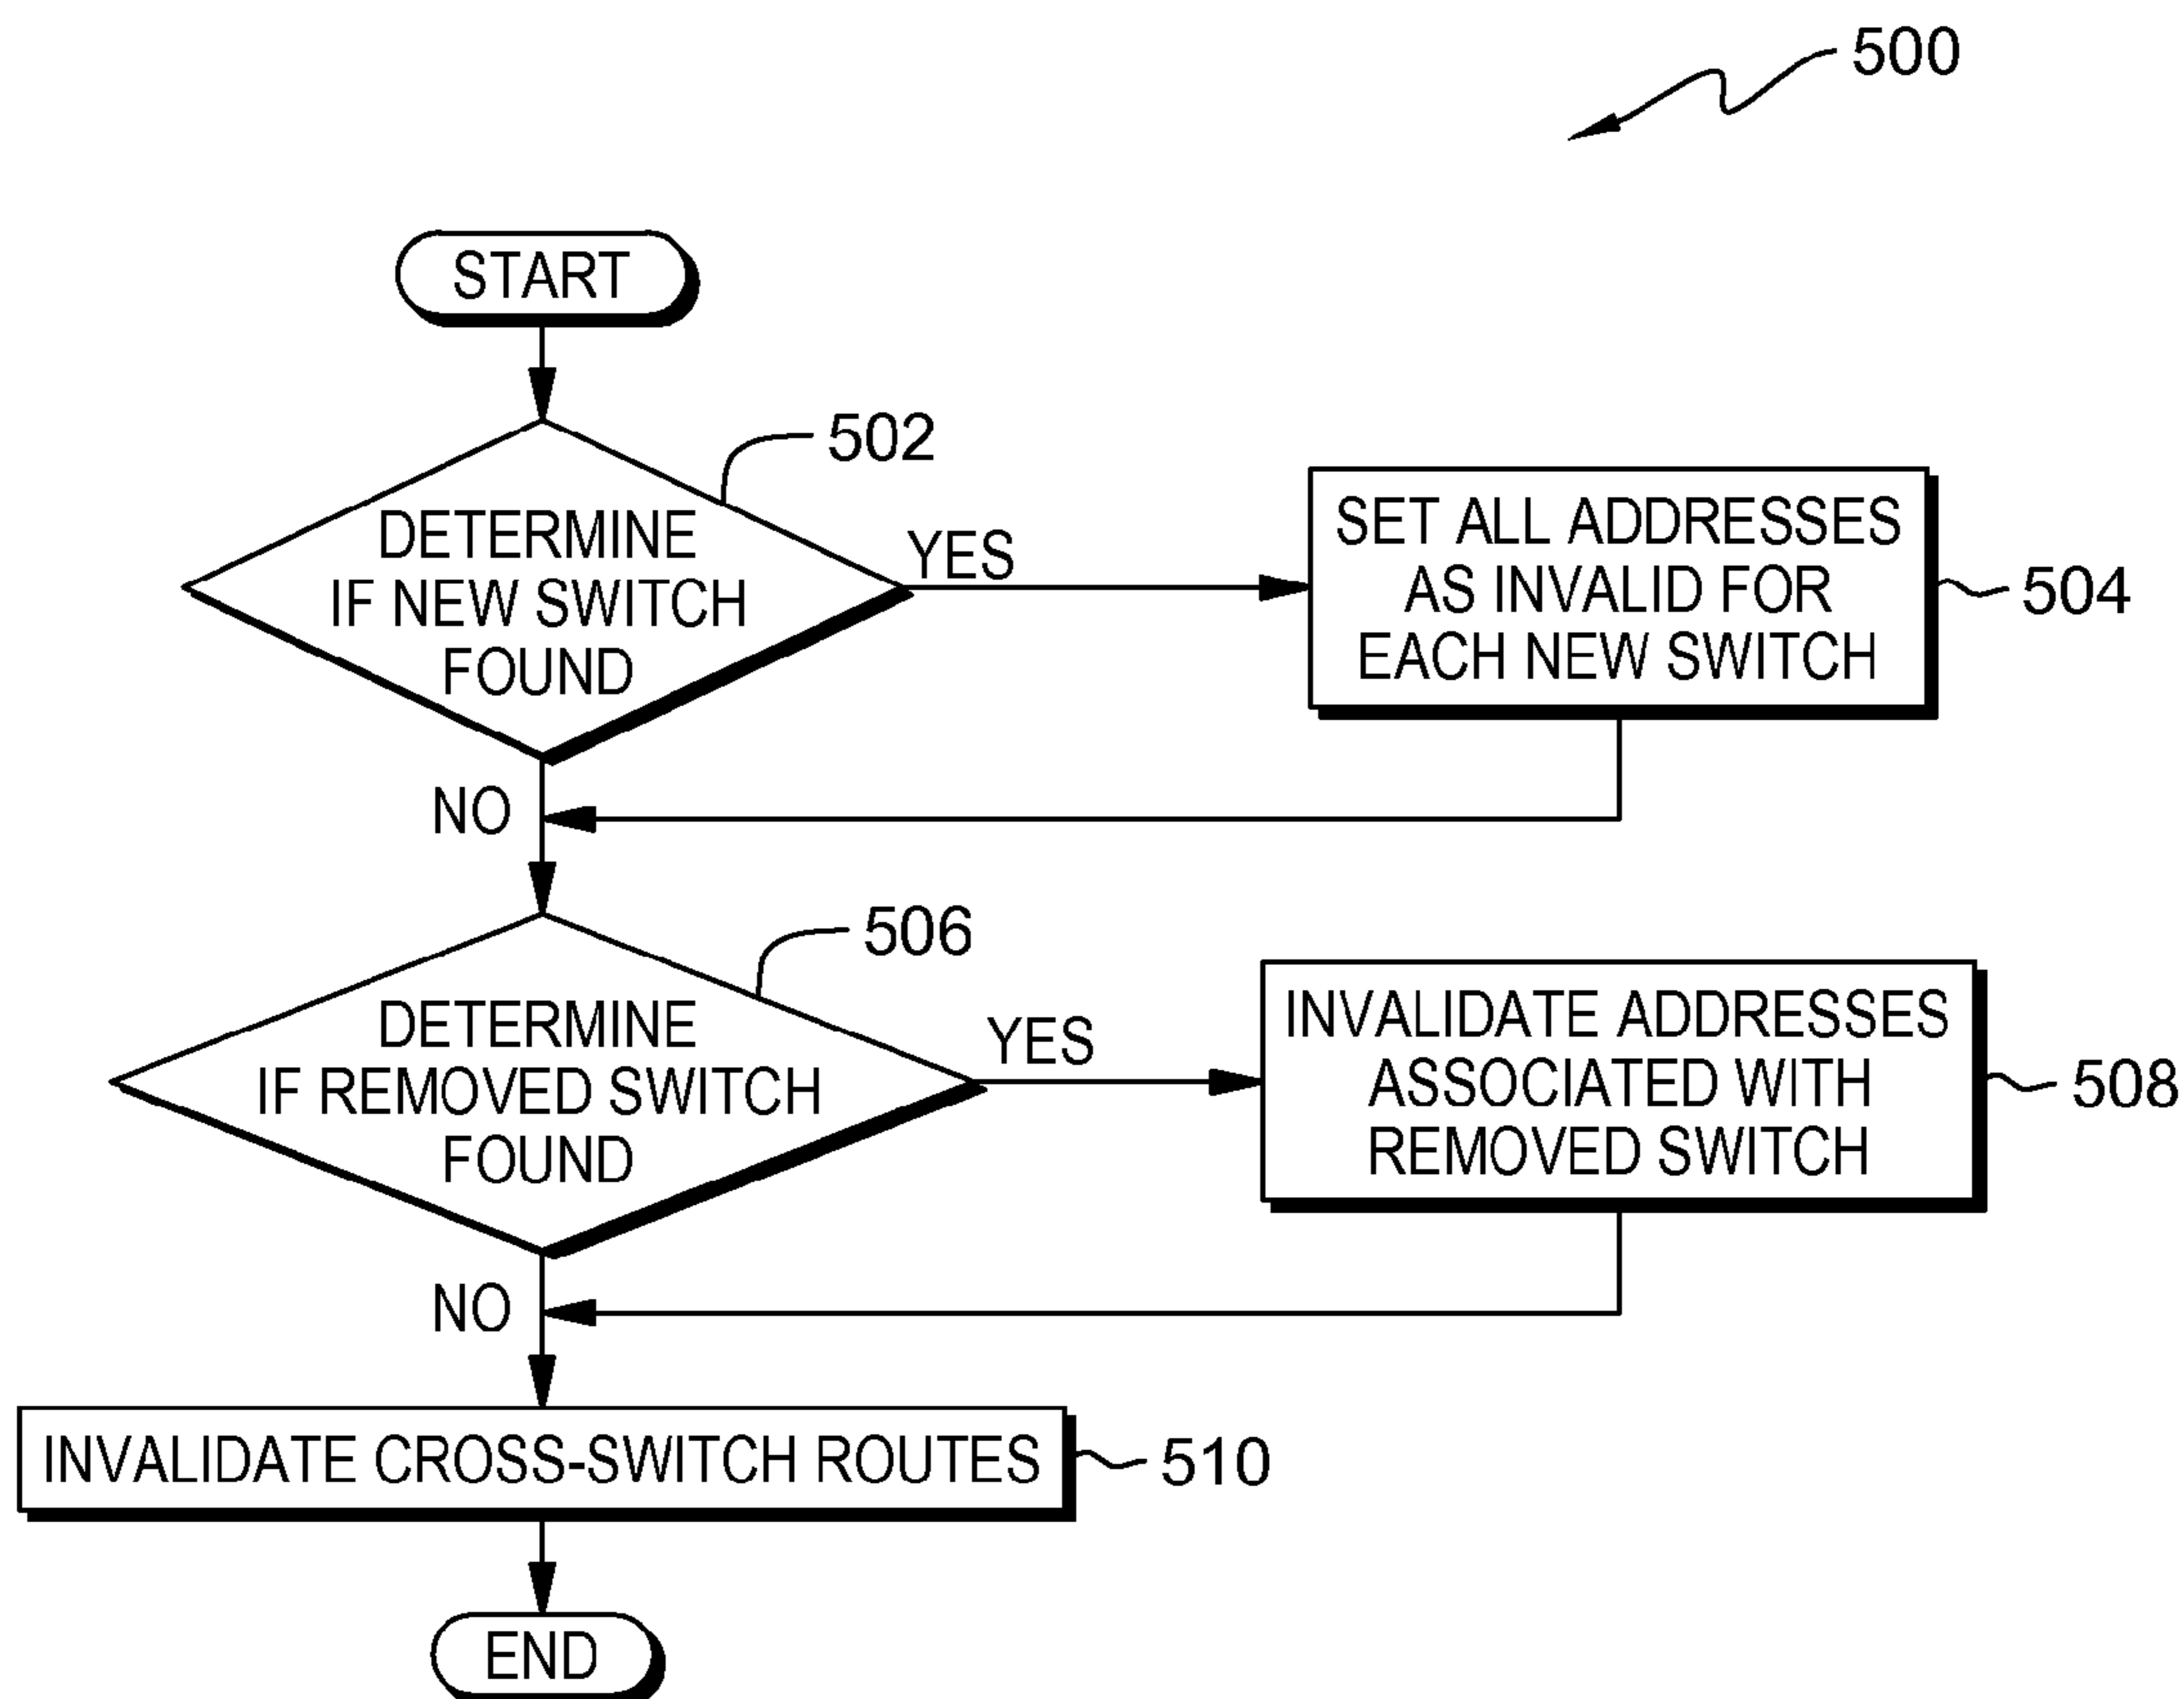 500
START
502
DETERMINE
IF NEW SWITCH
FOUND
YES
SET ALL ADDRESSES
AS INVALID FOR
EACH NEW SWITCH
504
NO
506
DETERMINE
IF REMOVED SWITCH
FOUND
YES
INVALIDATE ADDRESSES
ASSOCIATED WITH
REMOVED SWITCH
508
NO
INVALIDATE CROSS-SWITCH ROUTES
510
END